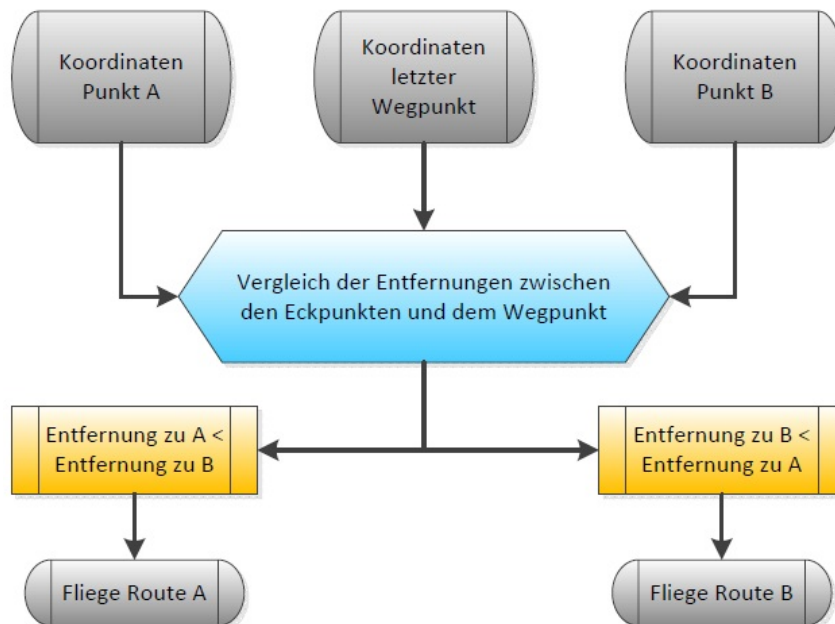 Koordinaten
Punkt A
Koordinaten
letzter
Wegpunkt
Koordinaten
Punkt B
Vergleich der Entfernungen zwischen
den Eckpunkten und dem Wegpunkt
Entfernung zu A <
Entfernung zu B
Entfernung zu B <
Entfernung zu A
Fliege Route A
Fliege Route B